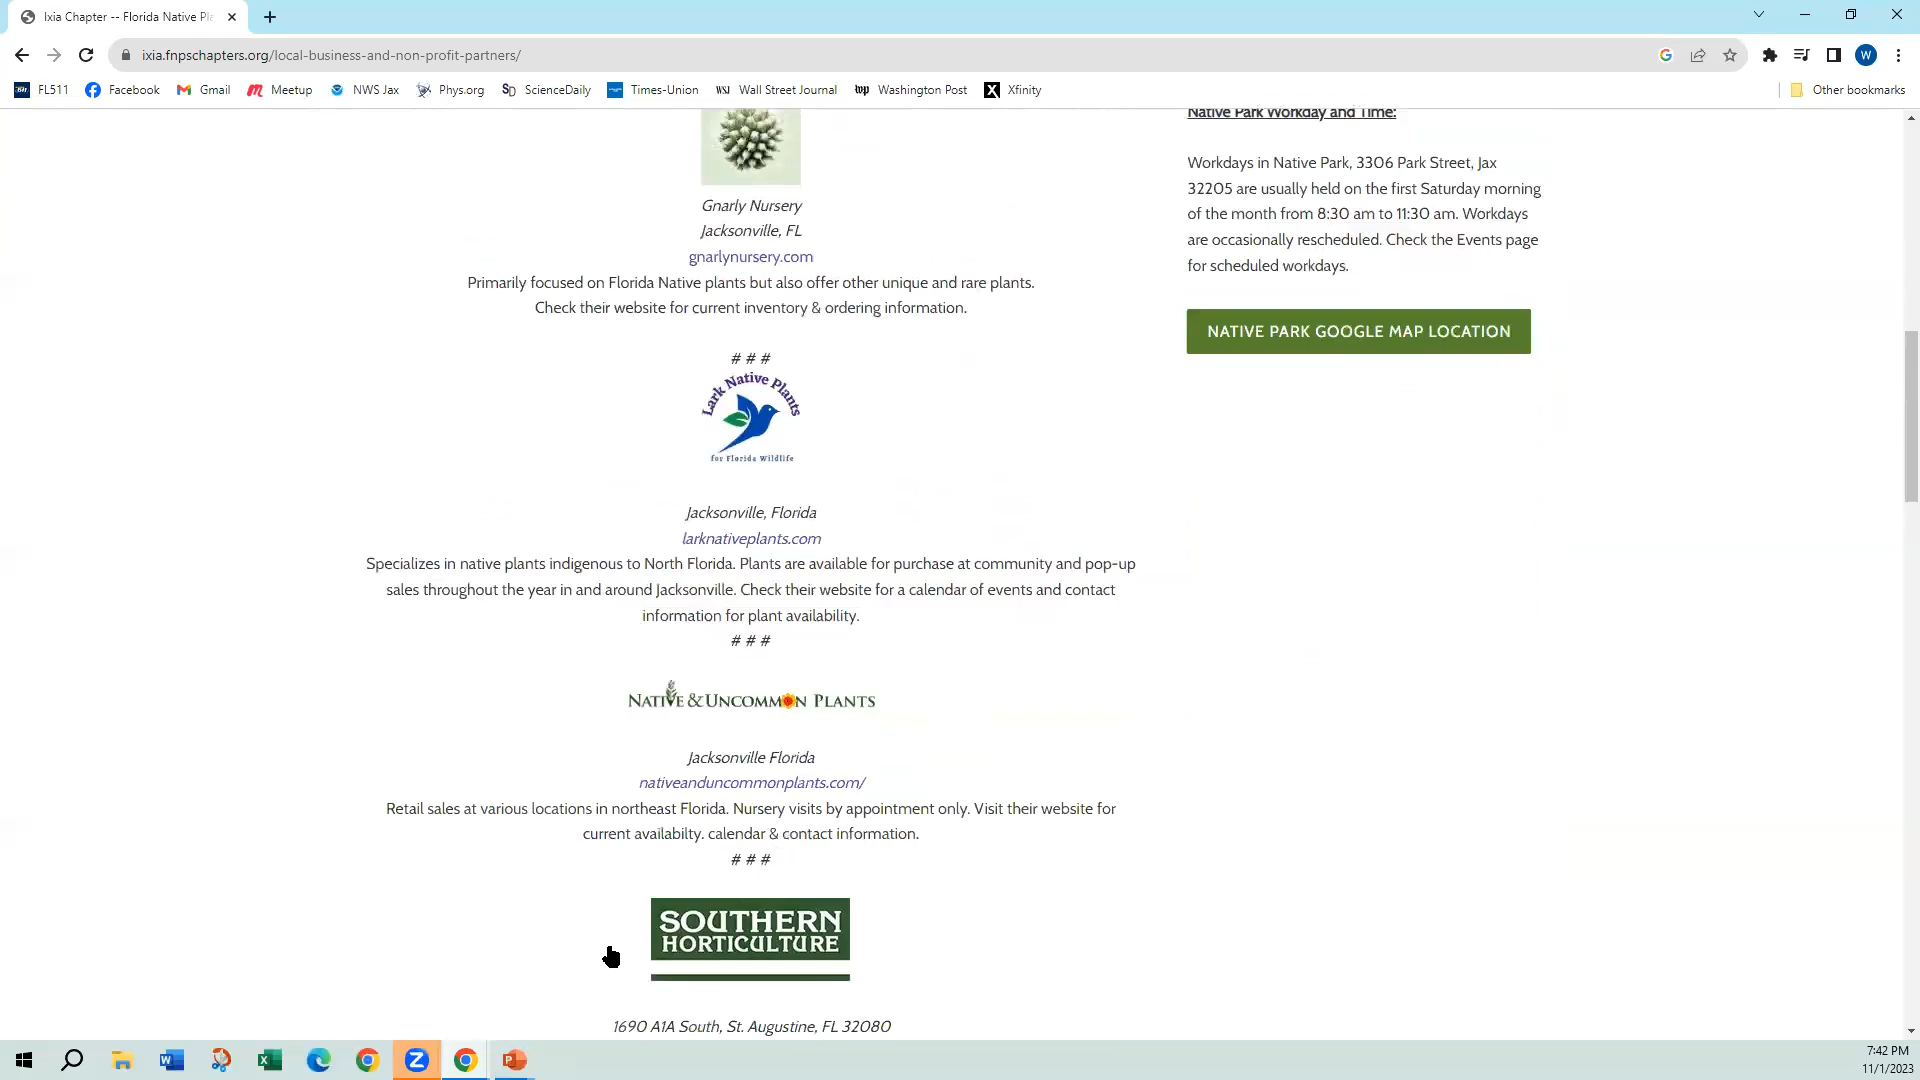 Ixia Chapter -- Florida Native Pla
ixia.fnpschapters.org/local-business-and-non-profit-partners/
W
FL511
Facebook
Gmail
Meetup
NWS Jax
Phys.org
ScienceDaily
Times-Union
WSJ Wall Street Journal
wp Washington Post
X Xfinity
Other bookmarks
Gnarly Nursery
Jacksonville, FL
gnarlynursery.com
Primarily focused on Florida Native plants but also offer other unique and rare plants.
Check their website for current inventory & ordering information.
# # #
Lark Native Plants
for Florida Wildlife
Jacksonville, Florida
larknativeplants.com
Specializes in native plants indigenous to North Florida. Plants are available for purchase at community and pop-up
sales throughout the year in and around Jacksonville. Check their website for a calendar of events and contact
information for plant availability.
# # #
NATIVE & UNCOMMON PLANTS
Jacksonville Florida
nativeanduncommonplants.com/
Retail sales at various locations in northeast Florida. Nursery visits by appointment only. Visit their website for
current availabilty. calendar & contact information.
# # #
SOUTHERN
HORTICULTURE
1690 A1A South, St. Augustine, FL 32080
Native Park Workday and Time:
Workdays in Native Park, 3306 Park Street, Jax
32205 are usually held on the first Saturday morning
of the month from 8:30 am to 11:30 am. Workdays
are occasionally rescheduled. Check the Events page
for scheduled workdays.
NATIVE PARK GOOGLE MAP LOCATION
7:42 PM
11/1/2023